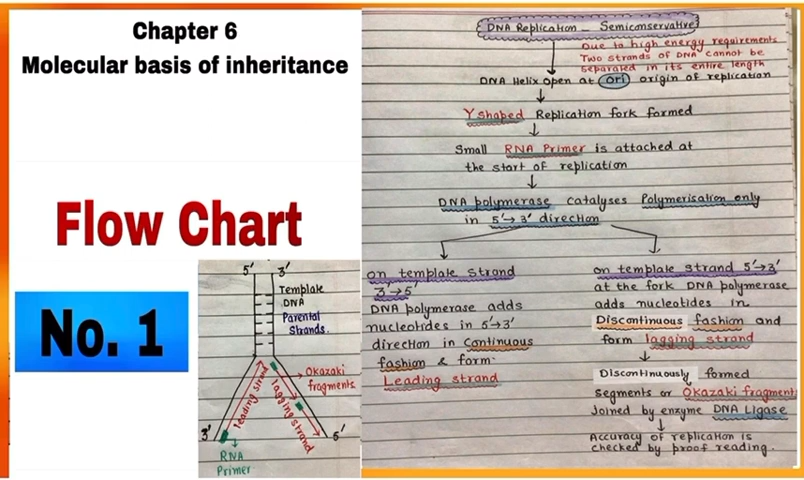 Chapter 6
Molecular basis of inheritance
Flow Chart
No. 1
5' 3'
Template
DNA
Parental
Strands.
Okazaki
fragments
leading strand
lagging strand
3'
5'
RNA
Primer
DNA Replication - Semiconservative
Due to high energy requirements
Two strands of DNA cannot be
separated in its entire length
DNA Helix open at ori origin of replication
Y shaped Replication fork formed
Small RNA Primer is attached at
the start of replication
DNA polymerase catalyses Polymerisation only
in 5'→3' direction
on template strand
3'→5'
DNA polymerase adds
nucleotides in 5'→3'
direction in Continuous
fashion & form-
Leading strand
on template strand 5'→3'
at the fork DNA polymerase
adds nucleotides in
Discontinuous fashion and
form lagging strand
Discontinuously formed
Segments or Okazaki fragment
Joined by enzyme DNA Ligase
Accuracy of replication is
checked by proof reading.